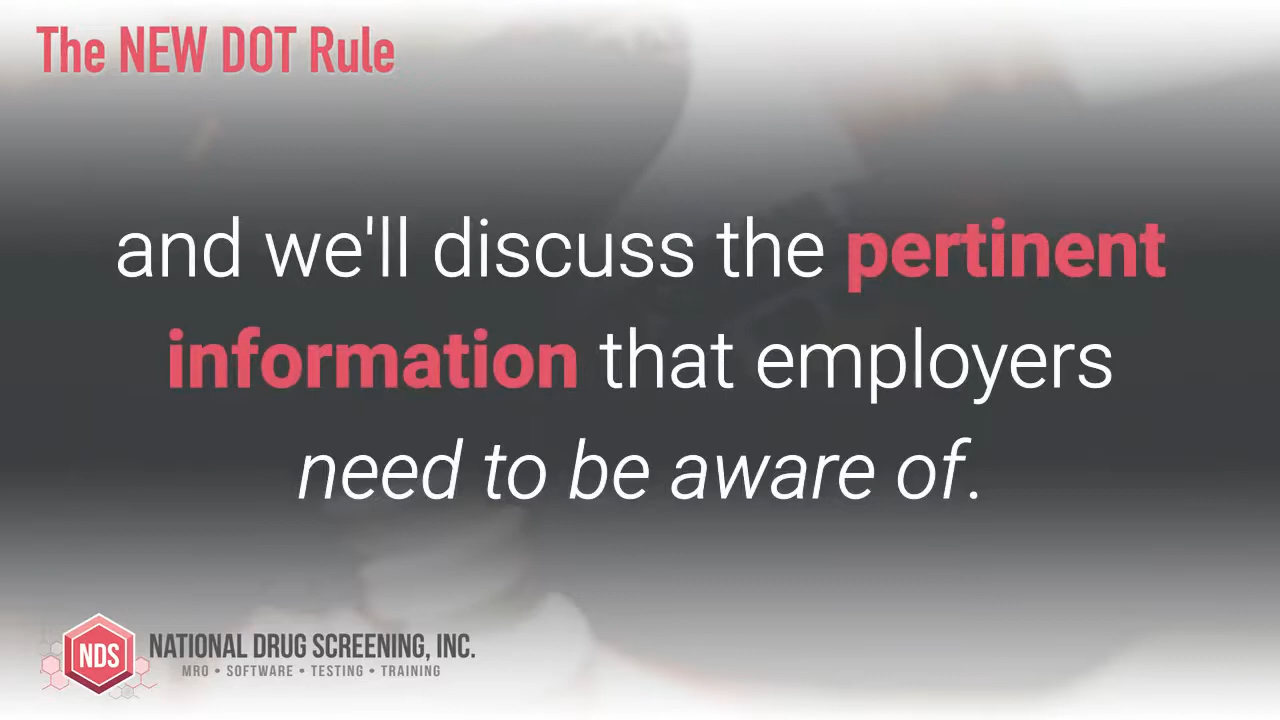 The NEW DOT Rule
and we'll discuss the pertinent
information that employers
need to be aware of.
NDS
NATIONAL DRUG SCREENING, INC.
MRO • SOFTWARE • TESTING • TRAINING